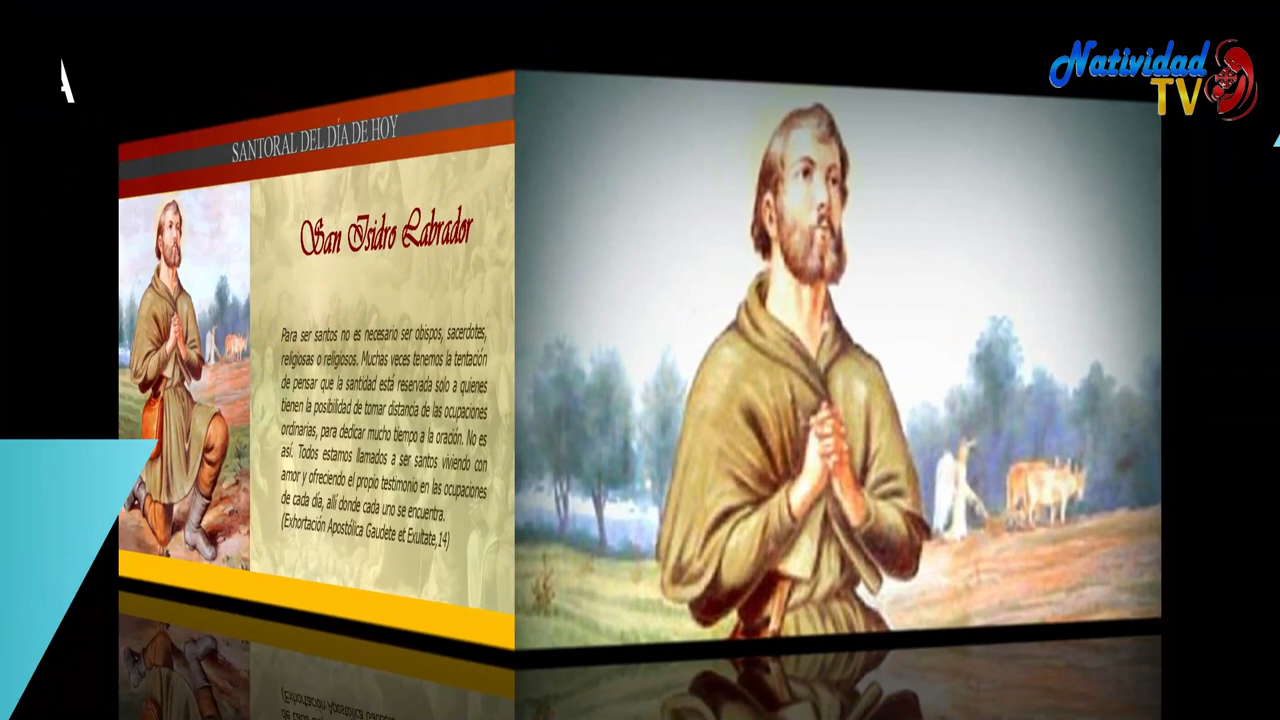 A
Natividad
TV
SANTORAL DEL DÍA DE HOY
San Isidro Labrador
Para ser santos no es necesario ser obispos, sacerdotes,
religiosas o religiosos. Muchas veces tenemos la tentación
de pensar que la santidad está reservada solo a quienes
tienen la posibilidad de tomar distancia de las ocupaciones
ordinarias, para dedicar mucho tiempo a la oración. No es
así. Todos estamos llamados a ser santos viviendo con
amor y ofreciendo el propio testimonio en las ocupaciones
de cada día, allí donde cada uno se encuentra.
(Exhortación Apostólica Gaudete et Exultate,14)